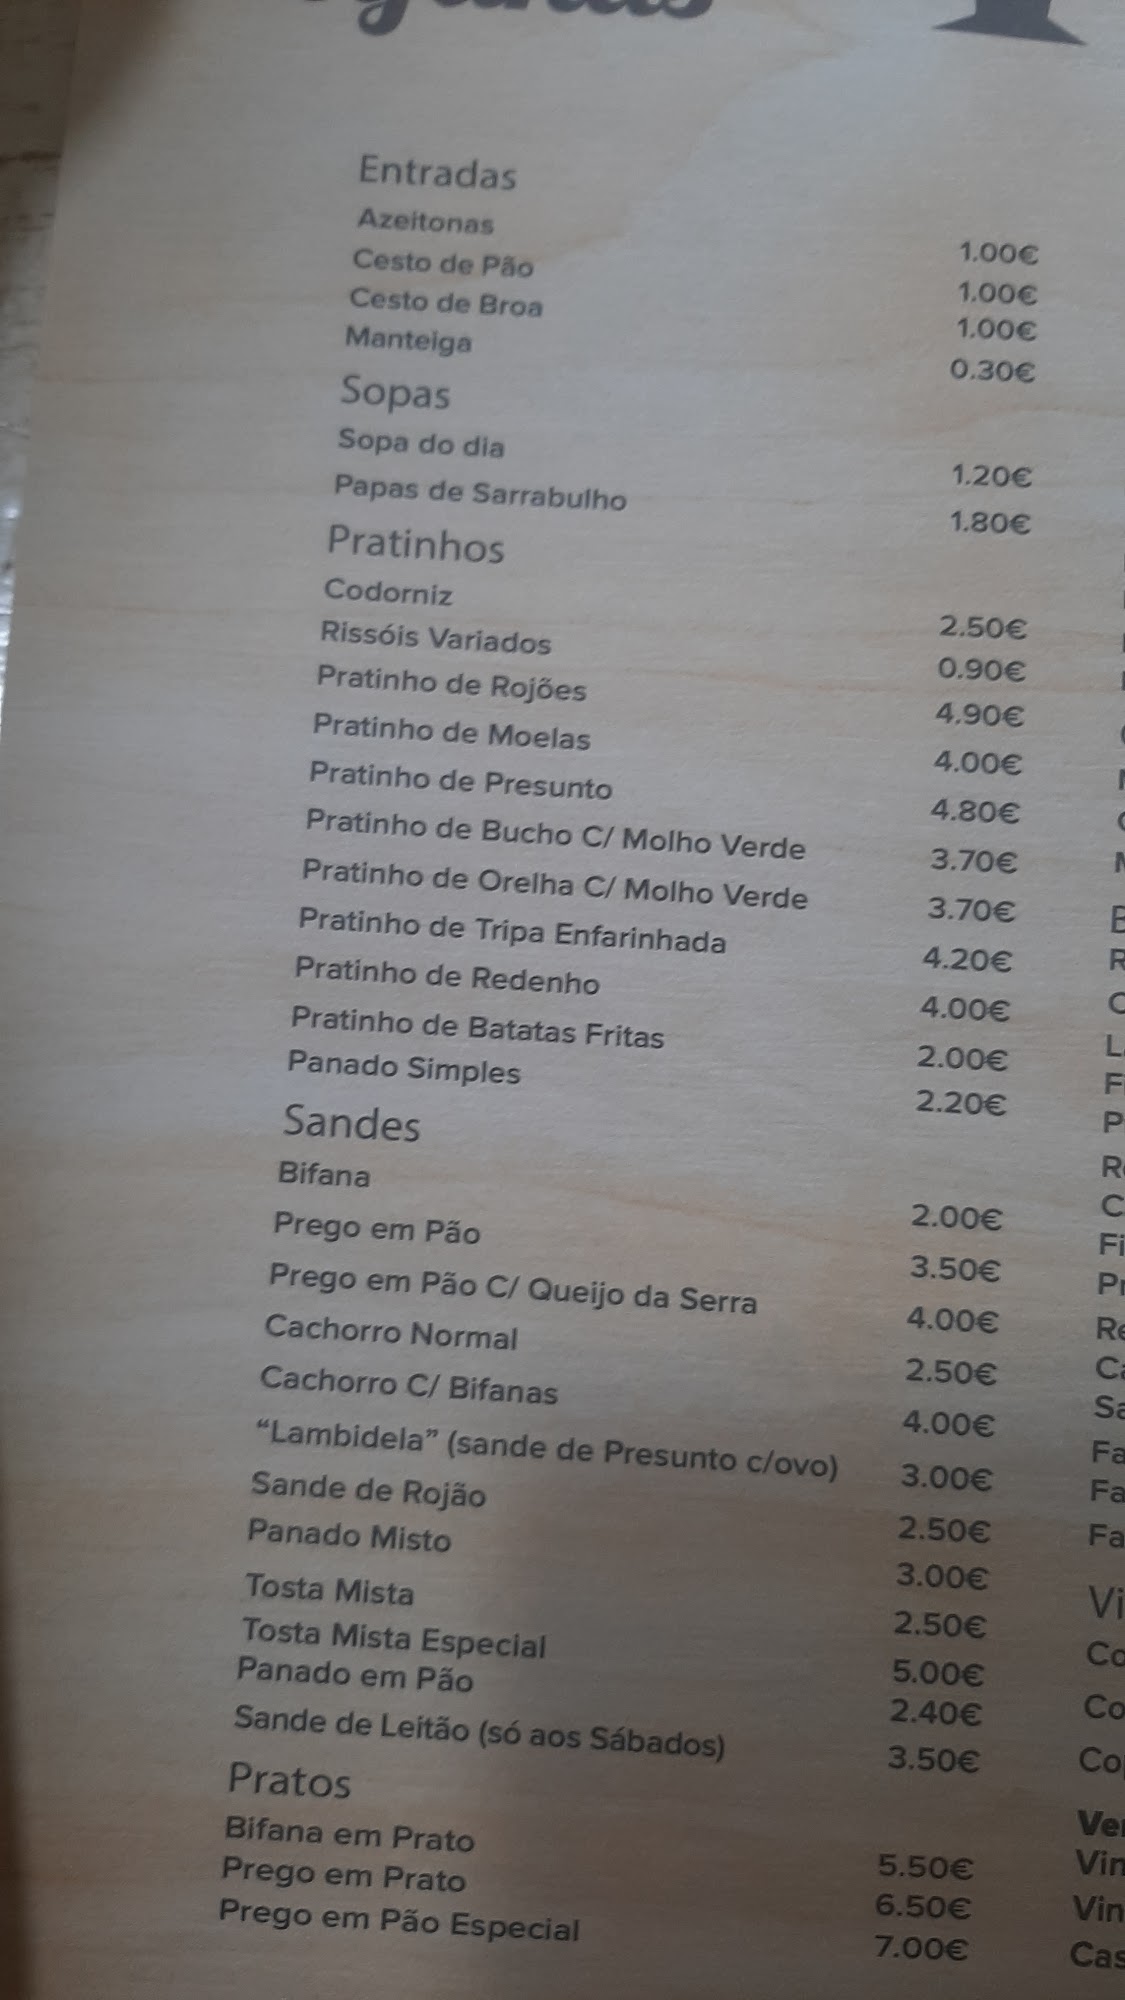 Entradas
Azeitonas 1.00€
Cesto de Pão 1.00€
Cesto de Broa 1.00€
Manteiga 0.30€
Sopas
Sopa do dia 1.20€
Papas de Sarrabulho 1.80€
Pratinhos
Codorniz 2.50€
Rissóis Variados 0.90€
Pratinho de Rojões 4.90€
Pratinho de Moelas 4.00€
Pratinho de Presunto 4.80€
Pratinho de Bucho C/ Molho Verde 3.70€
Pratinho de Orelha C/ Molho Verde 3.70€
Pratinho de Tripa Enfarinhada 4.20€
Pratinho de Redenho 4.00€
Pratinho de Batatas Fritas 2.00€
Panado Simples 2.20€
Sandes
Bifana 2.00€
Prego em Pão 3.50€
Prego em Pão C/ Queijo da Serra 4.00€
Cachorro Normal 2.50€
Cachorro C/ Bifanas 4.00€
“Lambidela” (sande de Presunto c/ovo) 3.00€
Sande de Rojão 2.50€
Panado Misto 3.00€
Tosta Mista 2.50€
Tosta Mista Especial 5.00€
Panado em Pão 2.40€
Sande de Leitão (só aos Sábados) 3.50€
Pratos
Bifana em Prato 5.50€
Prego em Prato 6.50€
Prego em Pão Especial 7.00€